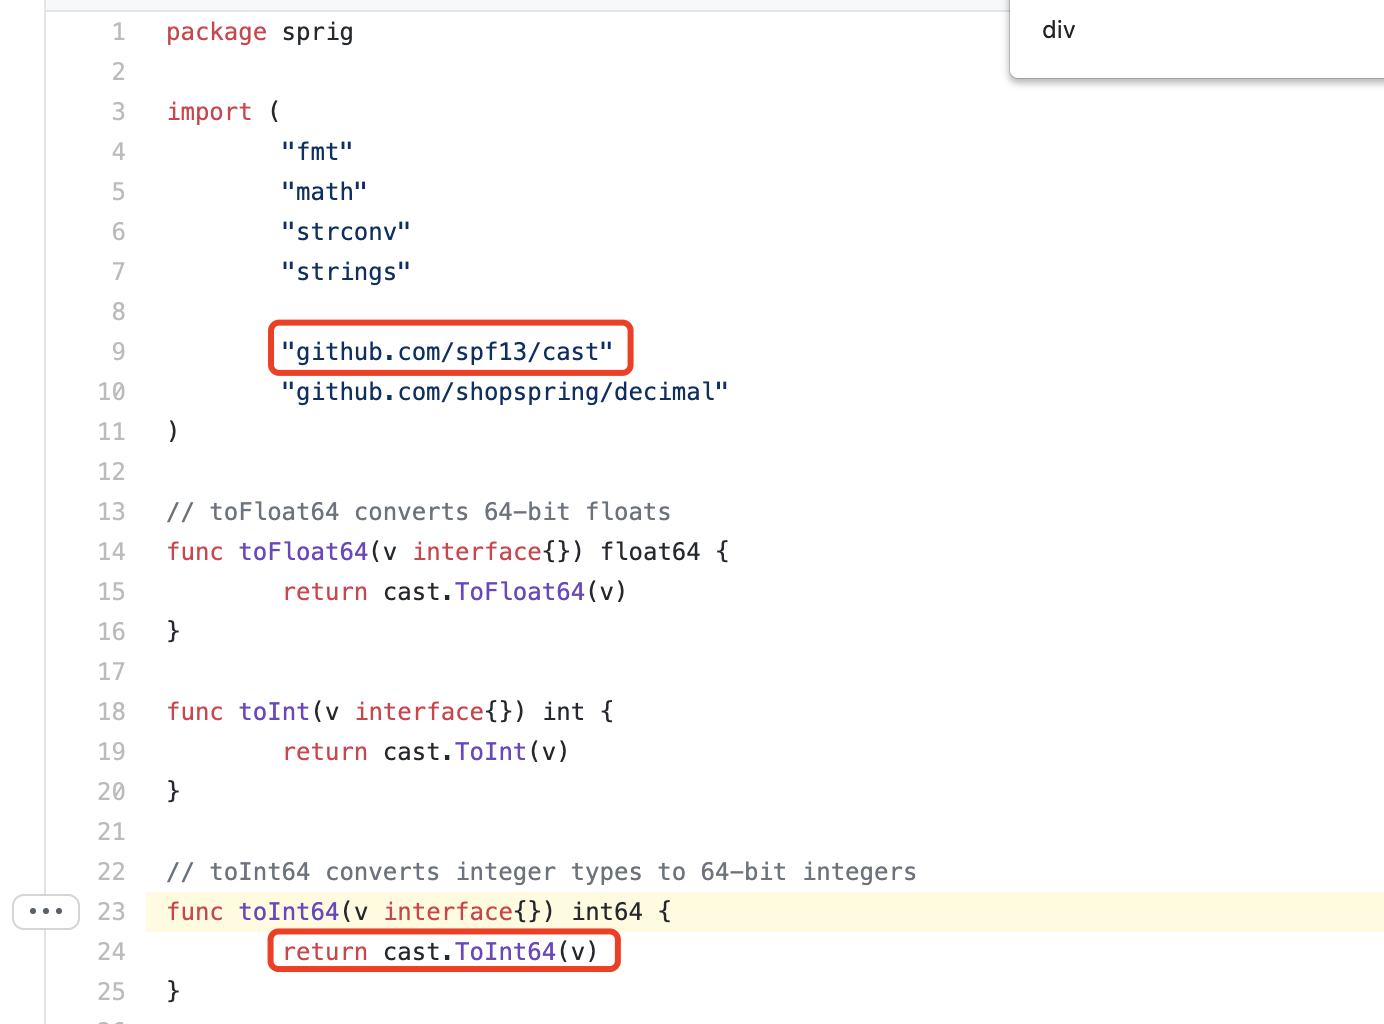 div
1 package sprig
2
3 import (
4 "fmt"
5 "math"
6 "strconv"
7 "strings"
8
9 "github.com/spf13/cast"
10 "github.com/shopspring/decimal"
11 )
12
13 // toFloat64 converts 64-bit floats
14 func toFloat64(v interface{}) float64 {
15 return cast.ToFloat64(v)
16 }
17
18 func toInt(v interface{}) int {
19 return cast.ToInt(v)
20 }
21
22 // toInt64 converts integer types to 64-bit integers
23 func toInt64(v interface{}) int64 {
24 return cast.ToInt64(v)
25 }